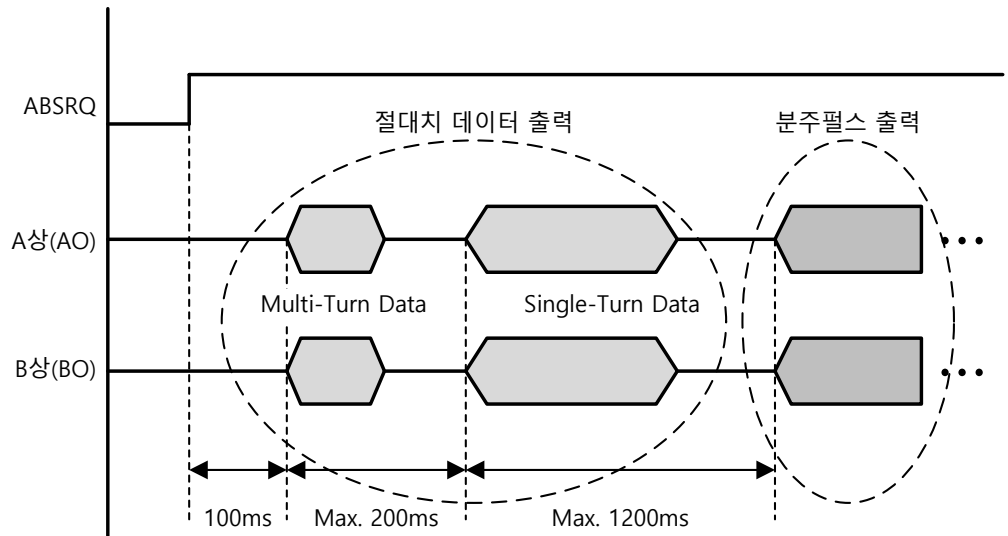 ABSRQ
절대치 데이터 출력
분주펄스 출력
A상(AO)
Multi-Turn Data
Single-Turn Data
B상(BO)
100ms
Max. 200ms
Max. 1200ms